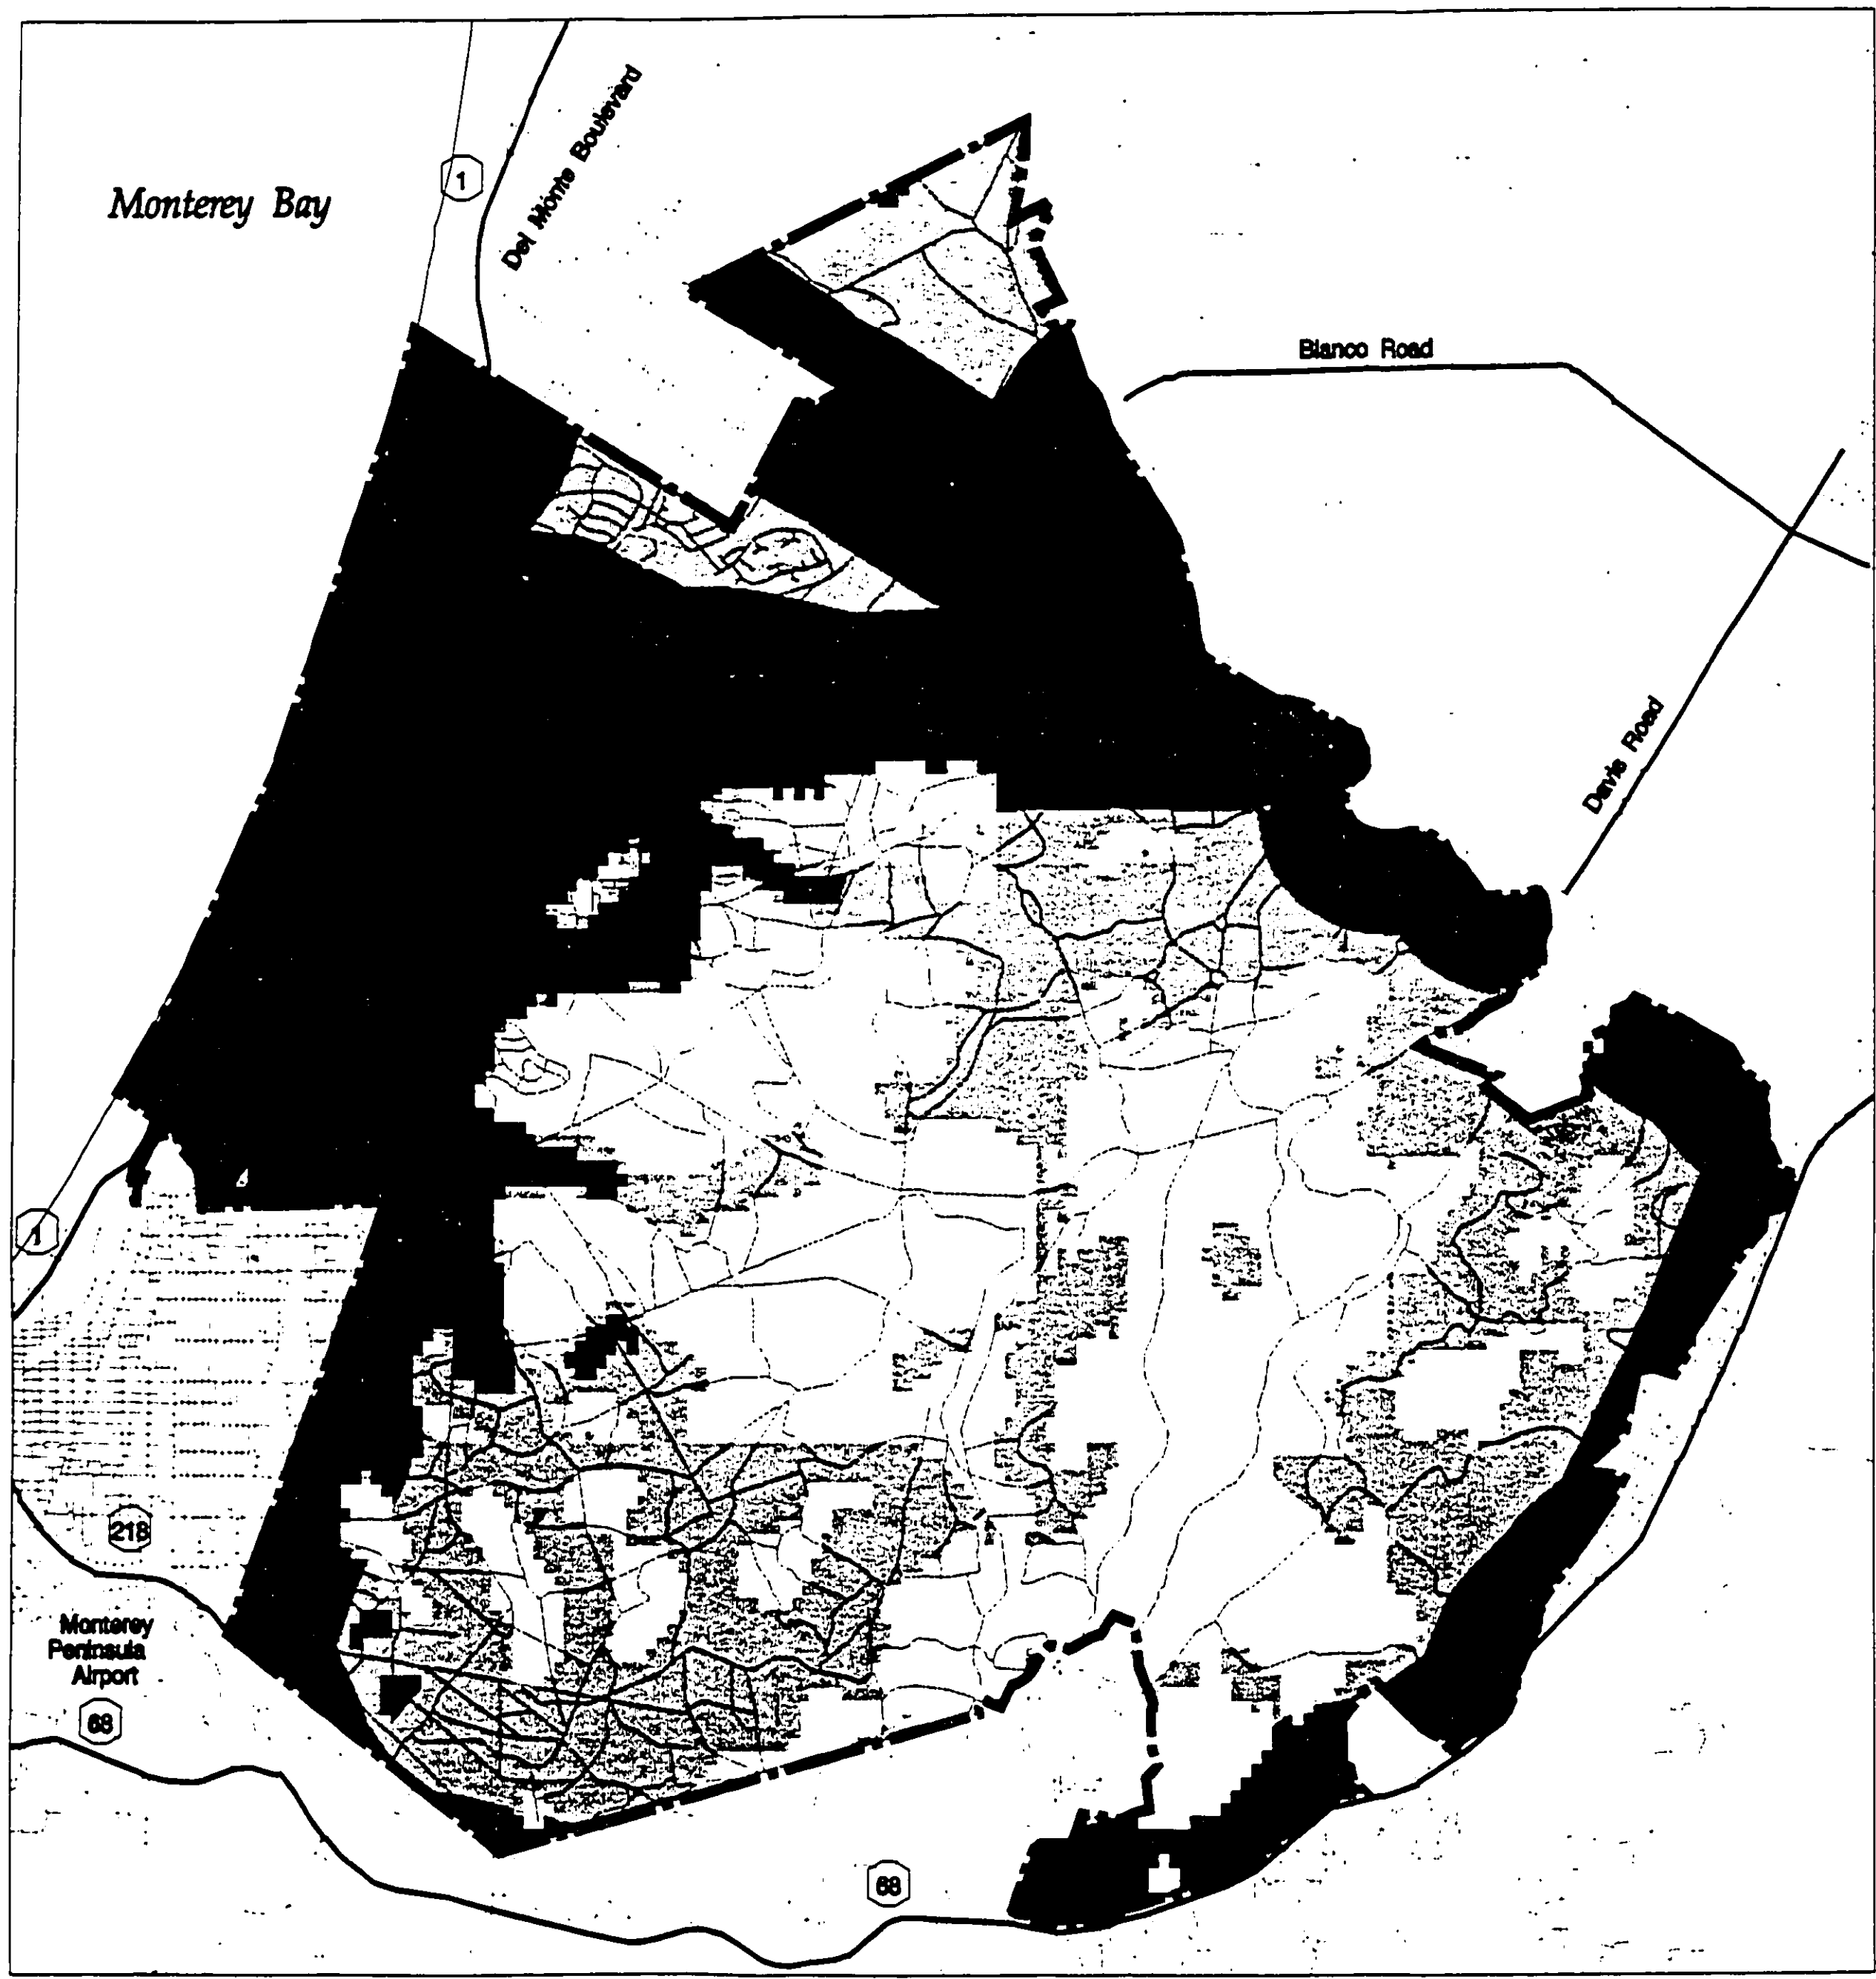 Monterey Bay
1
Del Monte Boulevard
Blanco Road
Davis Road
1
218
Monterey
Peninsula
Airport
68
68